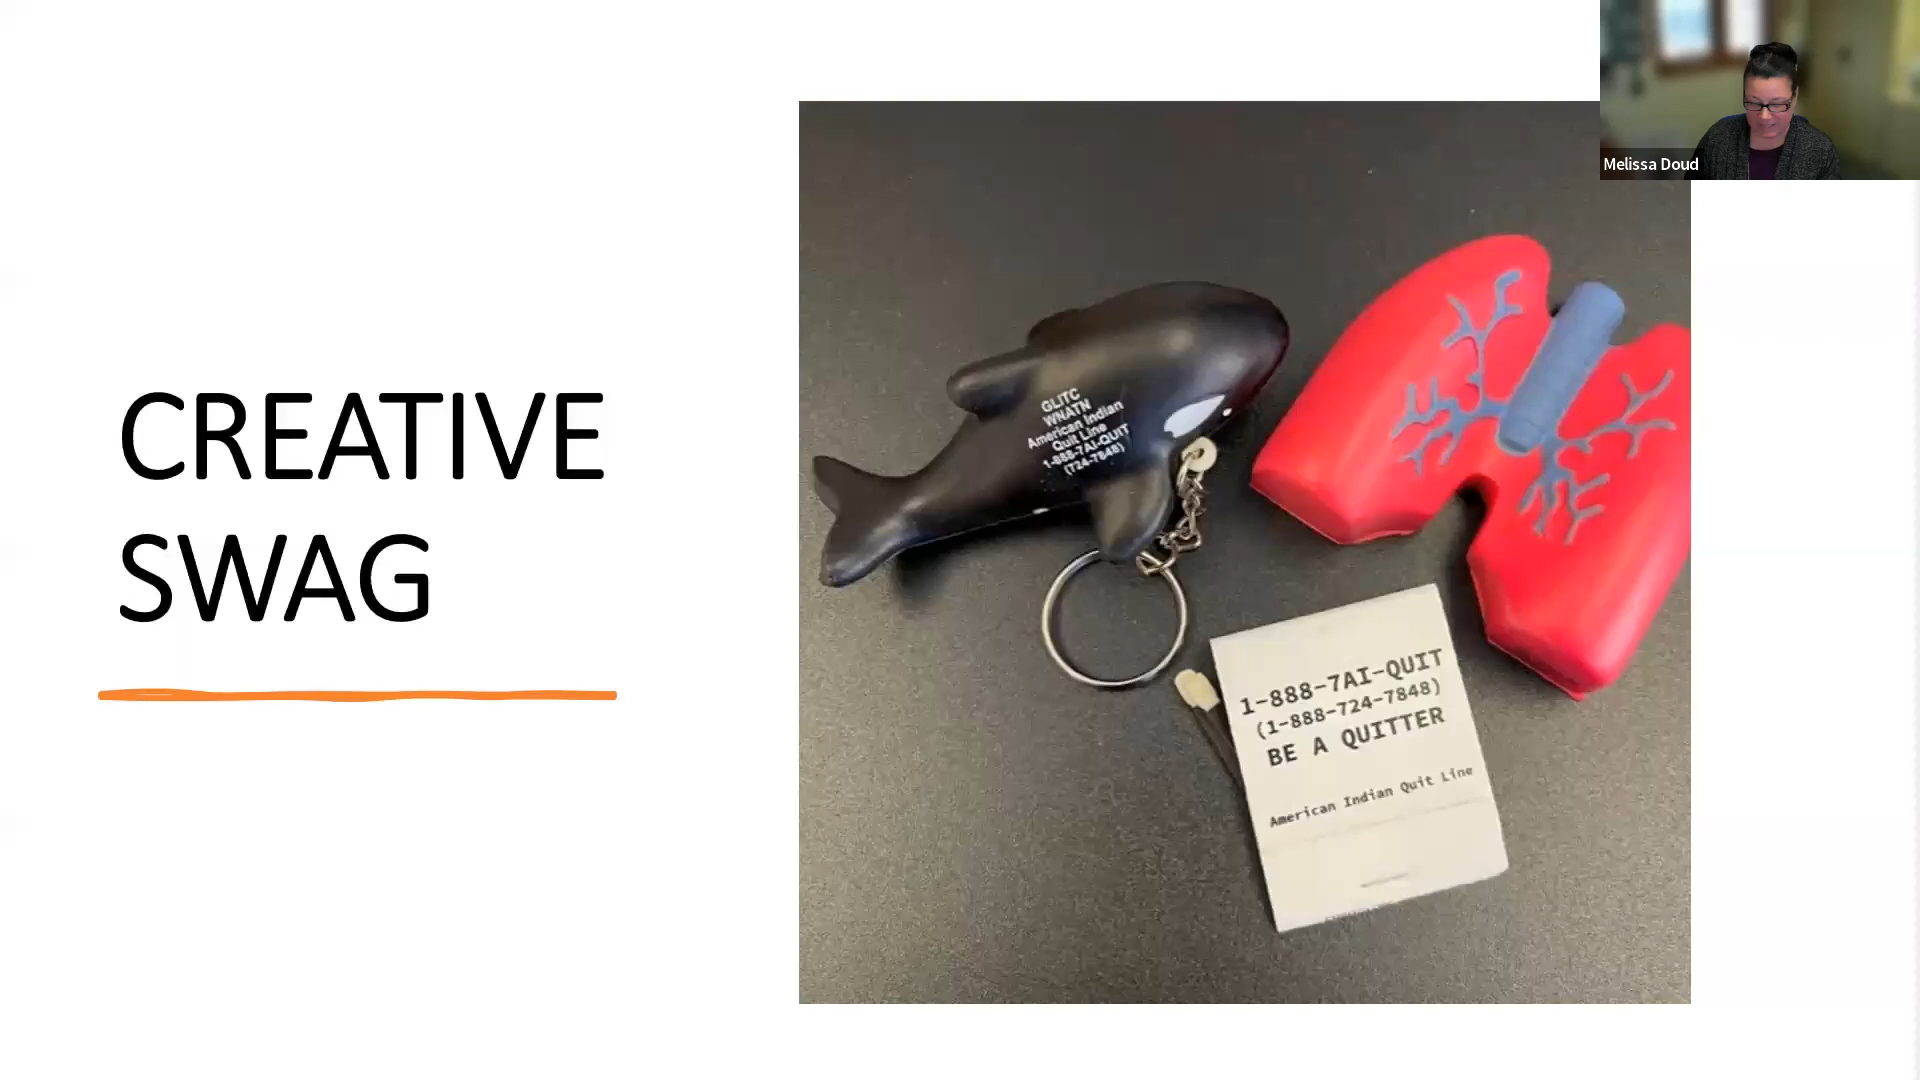 CREATIVE
SWAG
Melissa Doud
GLITC
WNATN
American Indian
Quit Line
1-888-7AI-QUIT
(724-7848)
1-888-7AI-QUIT
(1-888-724-7848)
BE A QUITTER
American Indian Quit Line